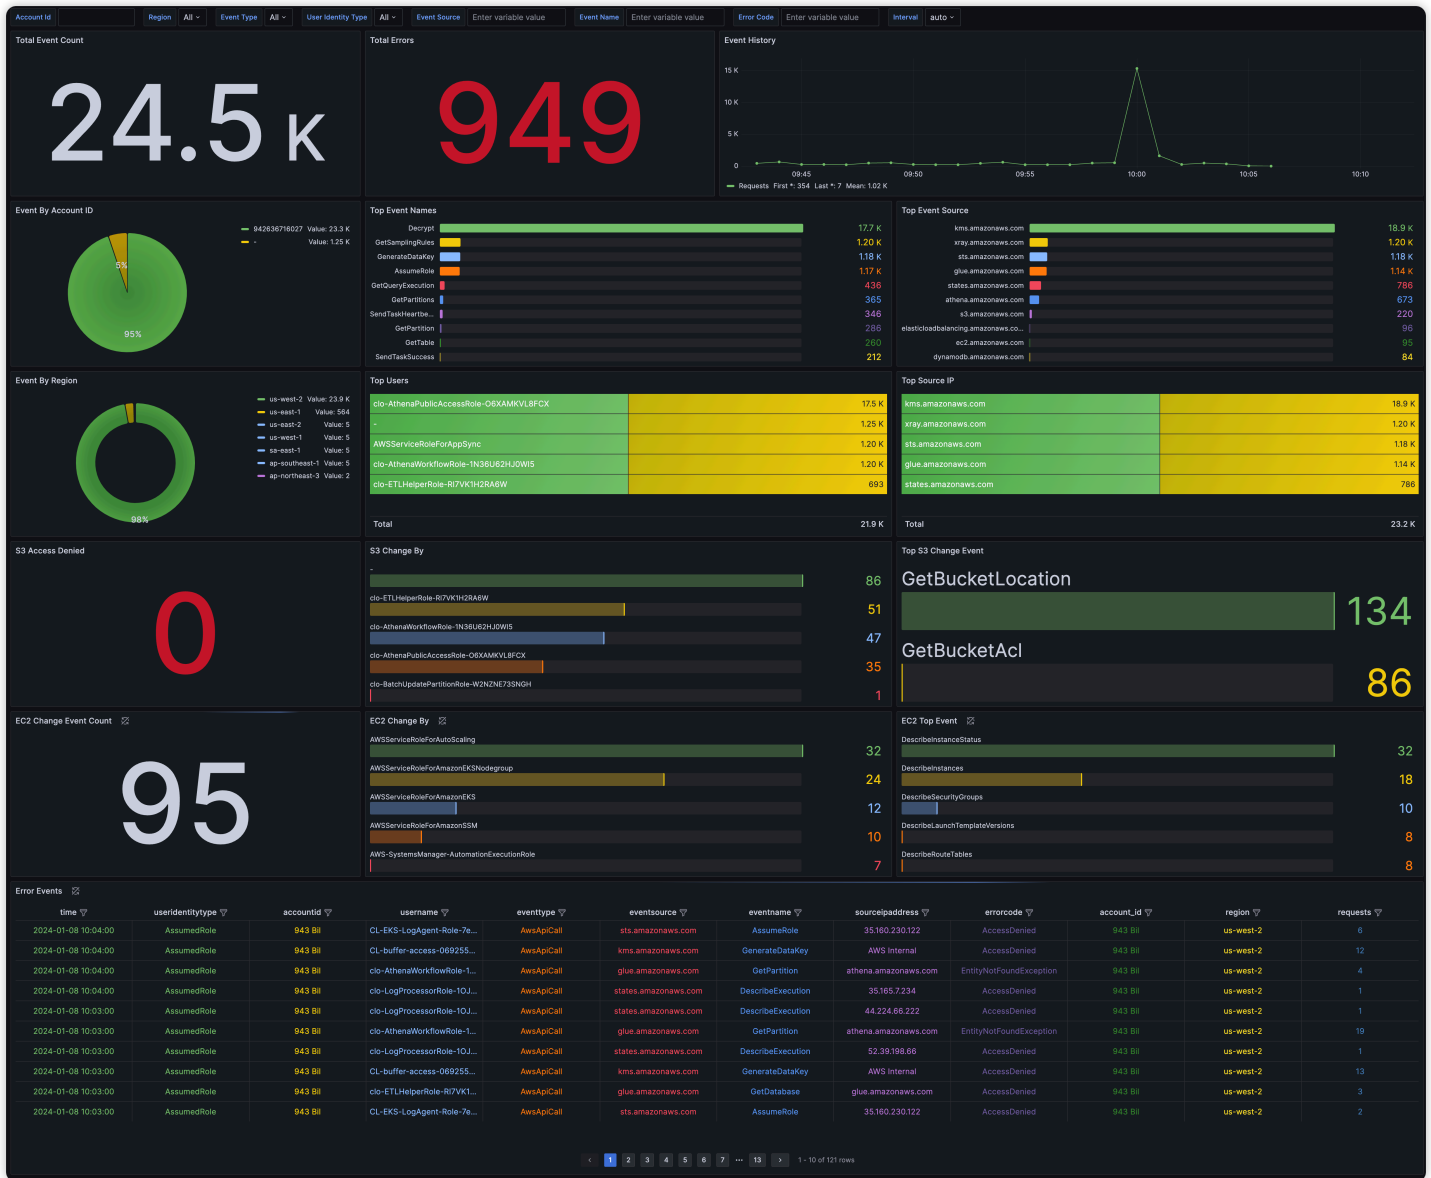 Account Id Region All Event Type All User Identity Type All Event Source Enter variable value Event Name Enter variable value Error Code Enter variable value Interval auto
Total Event Count
24.5 K
Total Errors
949
Event History
15 K
10 K
5 K
0
09:45 09:50 09:55 10:00 10:05 10:10
Requests First *: 354 Last *: 7 Mean: 1.02 K
Event By Account ID
942636716027 Value: 23.3 K
- Value: 1.25 K
5%
95%
Top Event Names
Decrypt 17.7 K
GetSamplingRules 1.20 K
GenerateDataKey 1.18 K
AssumeRole 1.17 K
GetQueryExecution 436
GetPartitions 365
SendTaskHeartbe... 346
GetPartition 286
GetTable 260
SendTaskSuccess 212
Top Event Source
kms.amazonaws.com 18.9 K
xray.amazonaws.com 1.20 K
sts.amazonaws.com 1.18 K
glue.amazonaws.com 1.14 K
states.amazonaws.com 786
athena.amazonaws.com 673
s3.amazonaws.com 220
elasticloadbalancing.amazonaws.co... 96
ec2.amazonaws.com 95
dynamodb.amazonaws.com 84
Event By Region
us-west-2 Value: 23.9 K
us-east-1 Value: 564
us-east-2 Value: 5
us-west-1 Value: 5
sa-east-1 Value: 5
ap-southeast-1 Value: 5
ap-northeast-3 Value: 2
98%
Top Users
clo-AthenaPublicAccessRole-O6XAMKVL8FCX 17.5 K
- 1.25 K
AWSServiceRoleForAppSync 1.20 K
clo-AthenaWorkflowRole-1N36U62HJ0WI5 1.20 K
clo-ETLHelperRole-RI7VK1H2RA6W 693
Total 21.9 K
Top Source IP
kms.amazonaws.com 18.9 K
xray.amazonaws.com 1.20 K
sts.amazonaws.com 1.18 K
glue.amazonaws.com 1.14 K
states.amazonaws.com 786
Total 23.2 K
S3 Access Denied
0
S3 Change By
- 
86
clo-ETLHelperRole-RI7VK1H2RA6W
51
clo-AthenaWorkflowRole-1N36U62HJ0WI5
47
clo-AthenaPublicAccessRole-O6XAMKVL8FCX
35
clo-BatchUpdatePartitionRole-W2NZNE73SNGH
1
Top S3 Change Event
GetBucketLocation
134
GetBucketAcl
86
EC2 Change Event Count
95
EC2 Change By
AWSServiceRoleForAutoScaling
32
AWSServiceRoleForAmazonEKSNodegroup
24
AWSServiceRoleForAmazonEKS
12
AWSServiceRoleForAmazonSSM
10
AWS-SystemsManager-AutomationExecutionRole
7
EC2 Top Event
DescribeInstanceStatus
32
DescribeInstances
18
DescribeSecurityGroups
10
DescribeLaunchTemplateVersions
8
DescribeRouteTables
8
Error Events
time useridentitytype accountid username eventtype eventsource eventname sourceipaddress errorcode account_id region requests
2024-01-08 10:04:00 AssumedRole 943 Bil CL-EKS-LogAgent-Role-7e... AwsApiCall sts.amazonaws.com AssumeRole 35.160.230.122 AccessDenied 943 Bil us-west-2 6
2024-01-08 10:04:00 AssumedRole 943 Bil CL-buffer-access-069255... AwsApiCall kms.amazonaws.com GenerateDataKey AWS Internal AccessDenied 943 Bil us-west-2 12
2024-01-08 10:04:00 AssumedRole 943 Bil clo-AthenaWorkflowRole-1... AwsApiCall glue.amazonaws.com GetPartition athena.amazonaws.com EntityNotFoundException 943 Bil us-west-2 4
2024-01-08 10:04:00 AssumedRole 943 Bil clo-LogProcessorRole-1OJ... AwsApiCall states.amazonaws.com DescribeExecution 35.165.7.234 AccessDenied 943 Bil us-west-2 1
2024-01-08 10:03:00 AssumedRole 943 Bil clo-LogProcessorRole-1OJ... AwsApiCall states.amazonaws.com DescribeExecution 44.224.66.222 AccessDenied 943 Bil us-west-2 1
2024-01-08 10:03:00 AssumedRole 943 Bil clo-AthenaWorkflowRole-1... AwsApiCall glue.amazonaws.com GetPartition athena.amazonaws.com EntityNotFoundException 943 Bil us-west-2 19
2024-01-08 10:03:00 AssumedRole 943 Bil clo-LogProcessorRole-1OJ... AwsApiCall states.amazonaws.com DescribeExecution 52.39.198.66 AccessDenied 943 Bil us-west-2 1
2024-01-08 10:03:00 AssumedRole 943 Bil CL-buffer-access-069255... AwsApiCall kms.amazonaws.com GenerateDataKey AWS Internal AccessDenied 943 Bil us-west-2 13
2024-01-08 10:03:00 AssumedRole 943 Bil clo-ETLHelperRole-RI7VK1... AwsApiCall glue.amazonaws.com GetDatabase glue.amazonaws.com AccessDenied 943 Bil us-west-2 3
2024-01-08 10:03:00 AssumedRole 943 Bil CL-EKS-LogAgent-Role-7e... AwsApiCall sts.amazonaws.com AssumeRole 35.160.230.122 AccessDenied 943 Bil us-west-2 2
1 2 3 4 5 6 7 ... 13 1 - 10 of 121 rows